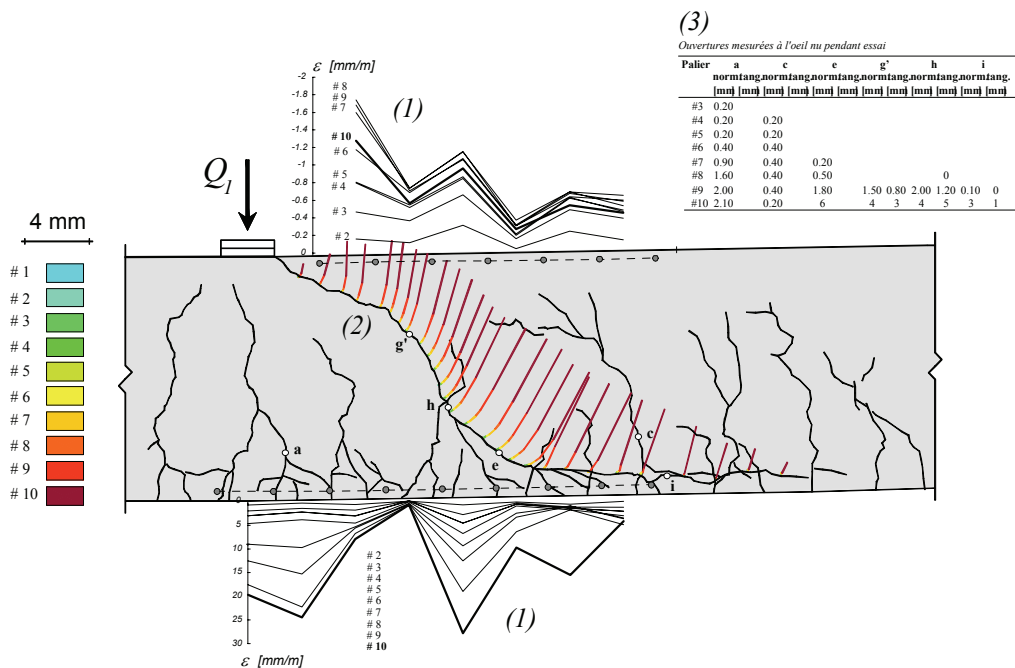 (3)
Ouvertures mesurées à l'oeil nu pendant essai
Palier a c e g' h i
norm. tang. norm. tang. norm. tang. norm. tang. norm. tang. norm. tang.
[mm] [mm] [mm] [mm] [mm] [mm] [mm] [mm] [mm] [mm] [mm] [mm]
#3 0.20
#4 0.20 0.20
#5 0.20 0.20
#6 0.40 0.40
#7 0.90 0.40 0.20
#8 1.60 0.40 0.50 0
#9 2.00 0.40 1.80 1.50 0.80 2.00 1.20 0.10 0
#10 2.10 0.20 6 4 3 4 5 3 1
ε [mm/m]
-2
-1.8
-1.6
-1.4
-1.2
-1
-0.8
-0.6
-0.4
-0.2
0
# 8
# 9
# 7
# 10
# 6
# 5
# 4
# 3
# 2
(1)
Q1
4 mm
# 1
# 2
# 3
# 4
# 5
# 6
# 7
# 8
# 9
# 10
(2)
g'
h
a
e
c
i
0
5
10
15
20
25
30
ε [mm/m]
# 2
# 3
# 4
# 5
# 6
# 7
# 8
# 9
# 10
(1)